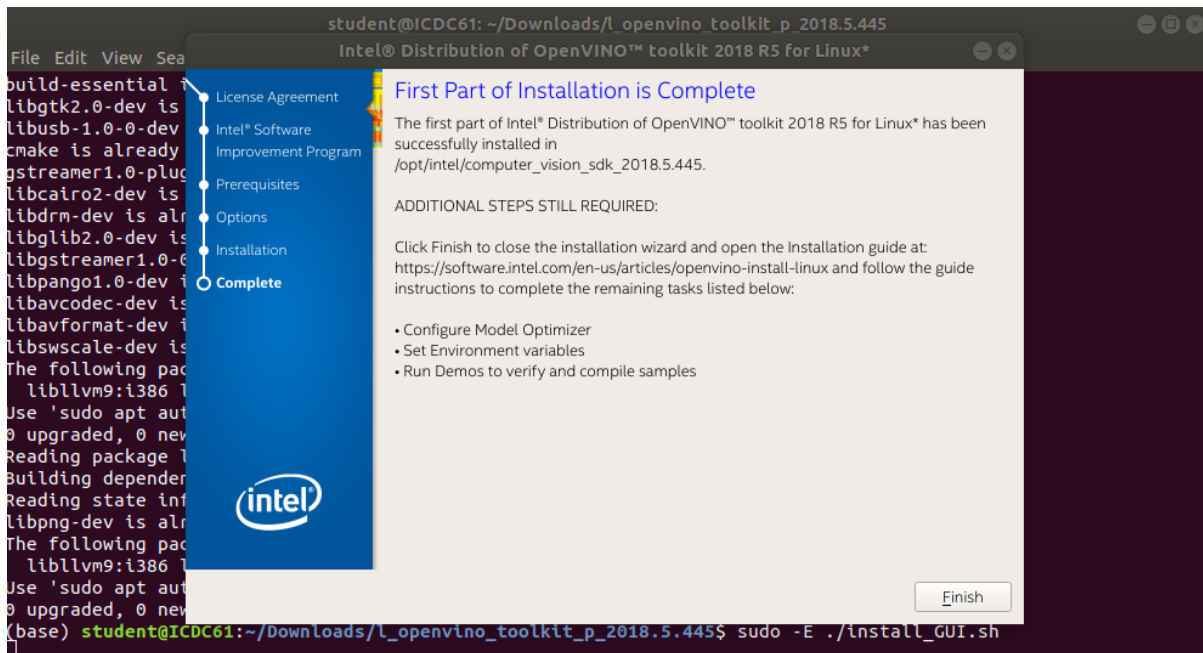 student@ICDC61: ~/Downloads/l_openvino_toolkit_p_2018.5.445
File Edit View Sea
Intel® Distribution of OpenVINO™ toolkit 2018 R5 for Linux*
build-essential
libgtk2.0-dev is
libusb-1.0-0-dev
cmake is already
gstreamer1.0-plug
libcairo2-dev is
libdrm-dev is alr
libglib2.0-dev is
libgstreamer1.0-0
libpango1.0-dev i
libavcodec-dev is
libavformat-dev i
libswscale-dev is
The following pac
libllvm9:i386 l
Use 'sudo apt aut
0 upgraded, 0 new
Reading package l
Building depender
Reading state inf
libpng-dev is alr
The following pac
libllvm9:i386 l
Use 'sudo apt aut
0 upgraded, 0 new
License Agreement
Intel® Software
Improvement Program
Prerequisites
Options
Installation
Complete
intel®
First Part of Installation is Complete
The first part of Intel® Distribution of OpenVINO™ toolkit 2018 R5 for Linux* has been
successfully installed in
/opt/intel/computer_vision_sdk_2018.5.445.
ADDITIONAL STEPS STILL REQUIRED:
Click Finish to close the installation wizard and open the Installation guide at:
https://software.intel.com/en-us/articles/openvino-install-linux and follow the guide
instructions to complete the remaining tasks listed below:
• Configure Model Optimizer
• Set Environment variables
• Run Demos to verify and compile samples
Finish
(base) student@ICDC61:~/Downloads/l_openvino_toolkit_p_2018.5.445$ sudo -E ./install_GUI.sh